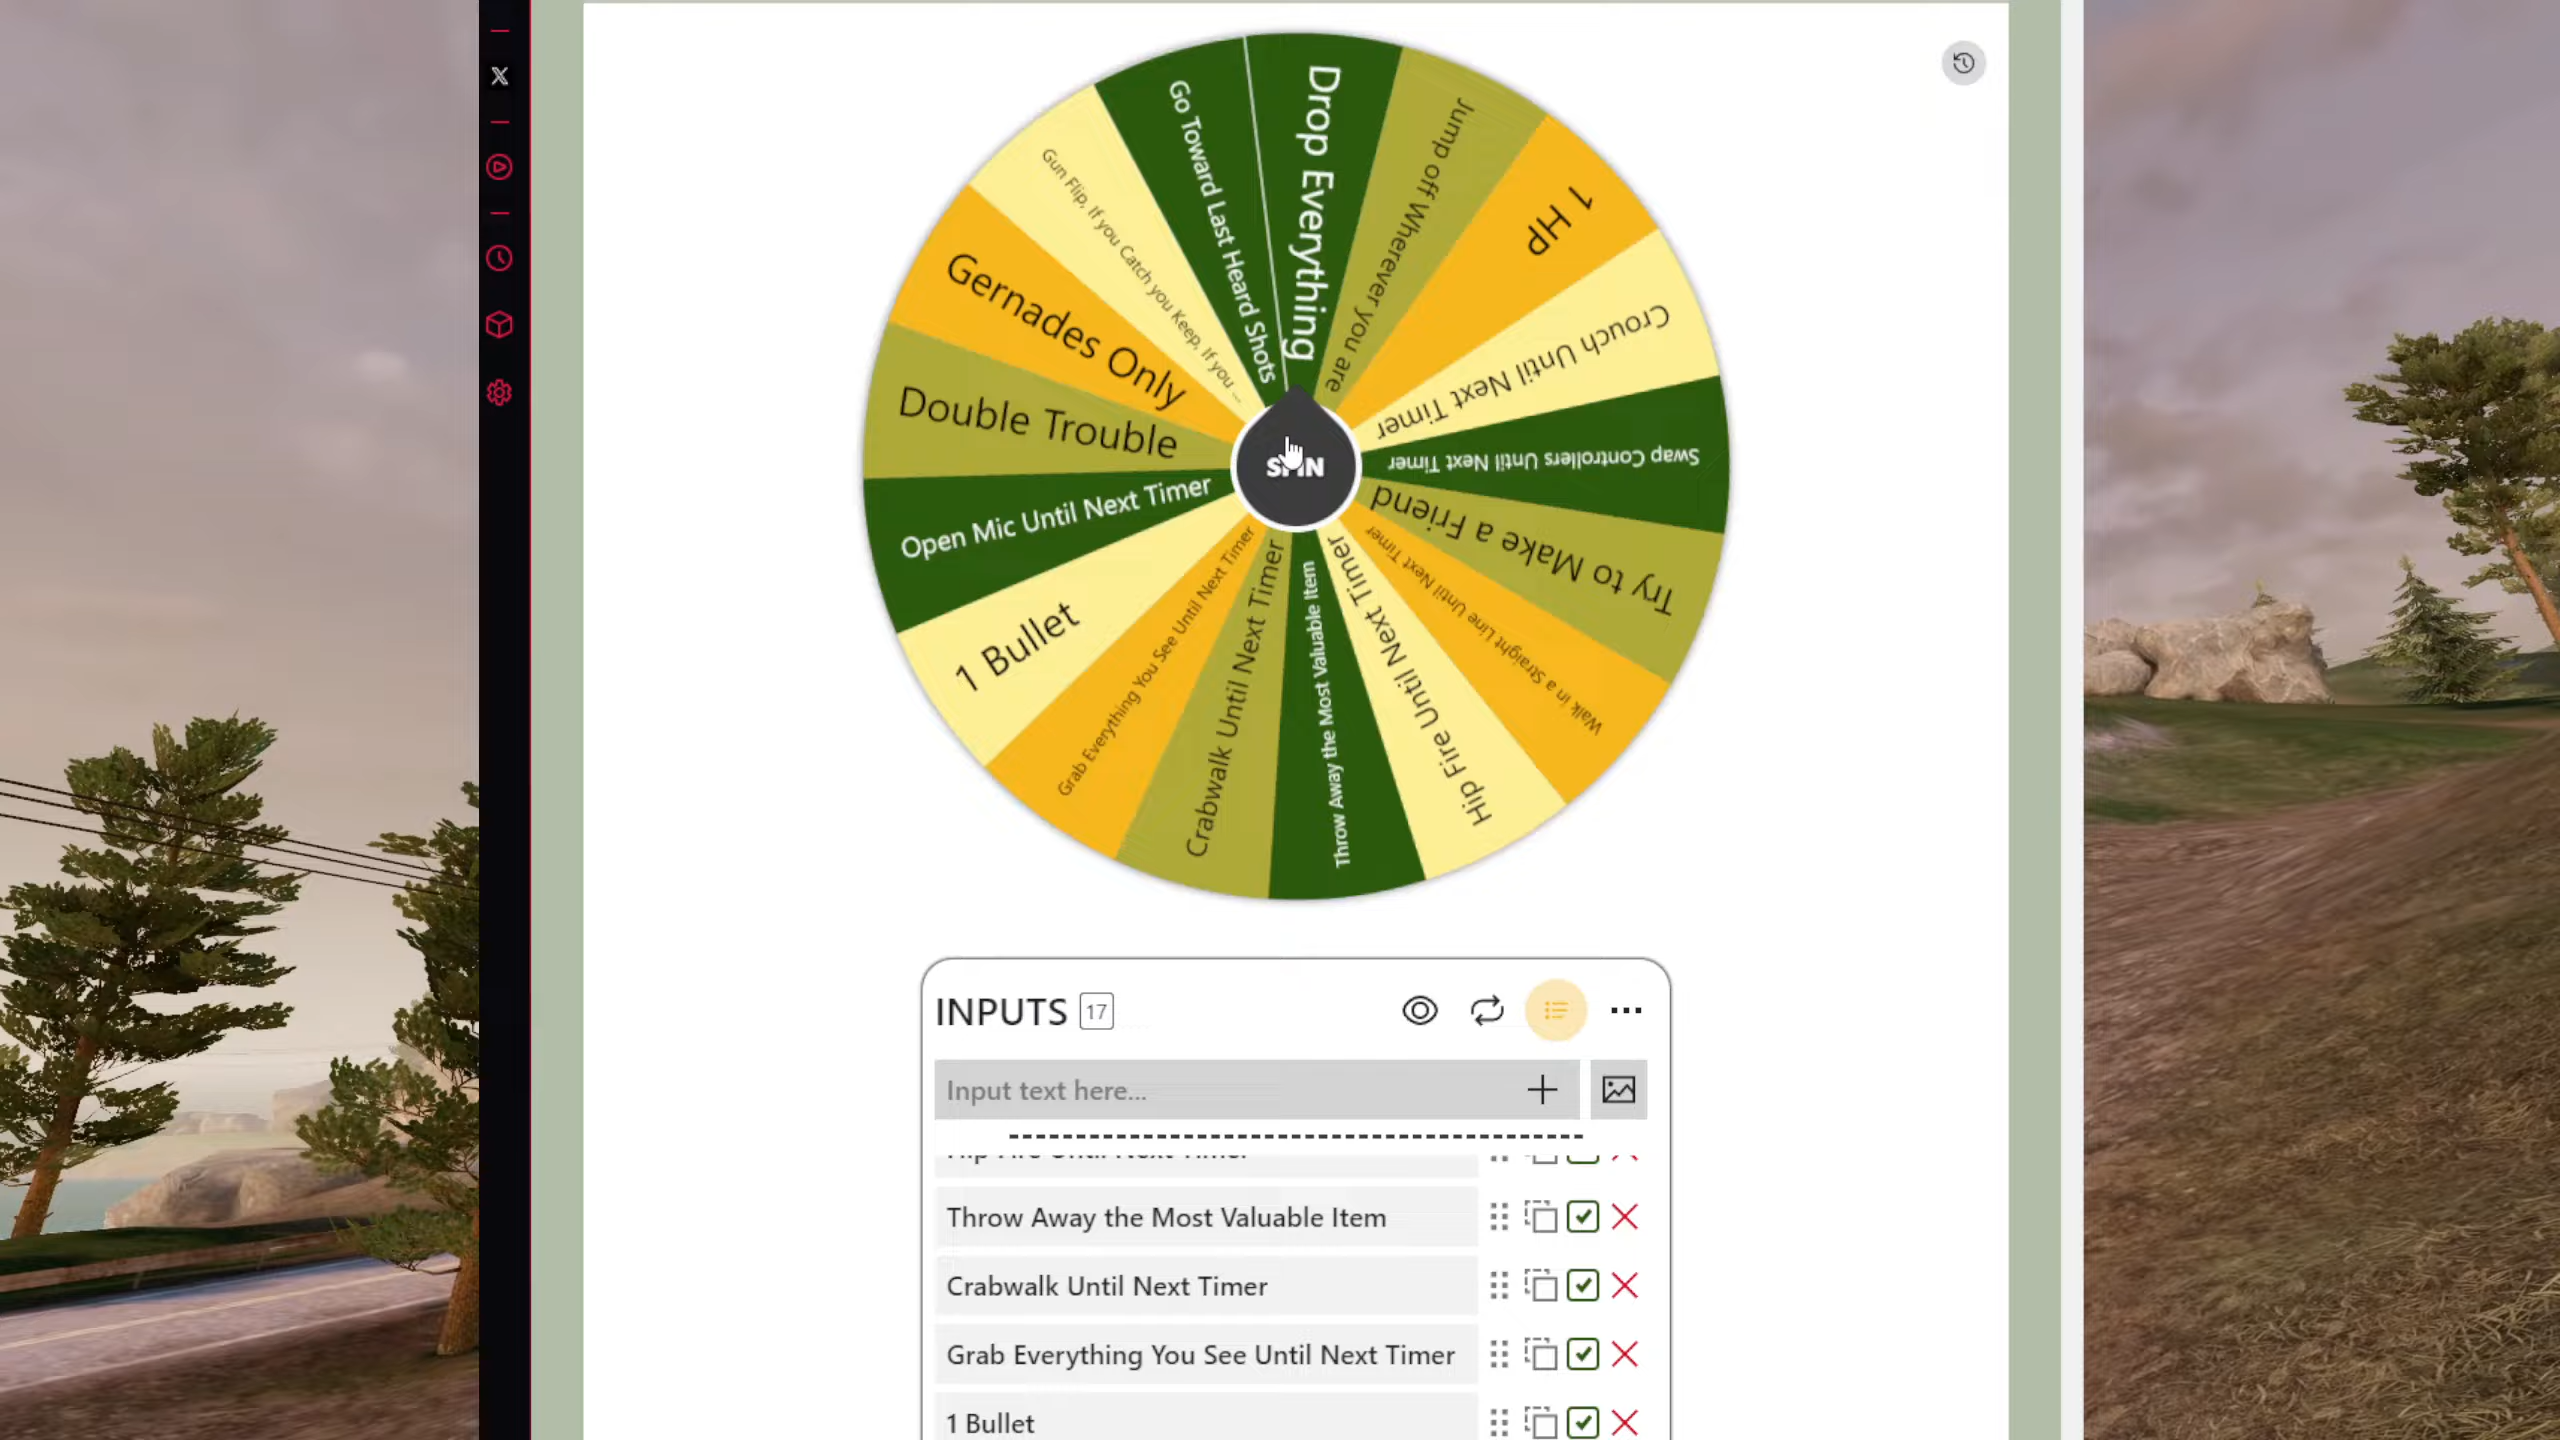 Drop Everything
Jump off Wherever you are
1 HP
Crouch Until Next Timer
Swap Controllers Until Next Timer
Try to Make a Friend
Walk in a Straight Line Until Next Timer
Hip Fire Until Next Timer
Throw Away the Most Valuable Item
Crabwalk Until Next Timer
Grab Everything You See Until Next Timer
1 Bullet
Open Mic Until Next Timer
Double Trouble
Gernades Only
Gun Flip, If you Catch you Keep, If you ...
Go Toward Last Heard Shots
SPIN
INPUTS 17
Input text here...
Hip Fire Until Next Timer
Throw Away the Most Valuable Item
Crabwalk Until Next Timer
Grab Everything You See Until Next Timer
1 Bullet